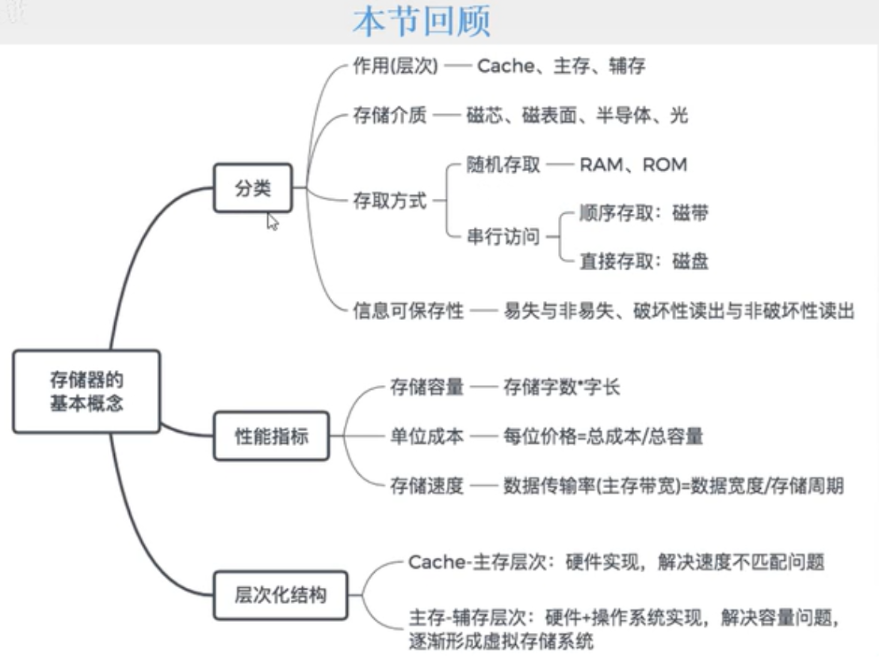 本节回顾
作用(层次)
Cache、主存、辅存
存储介质
磁芯、磁表面、半导体、光
分类
存取方式
随机存取
RAM、ROM
串行访问
顺序存取：磁带
直接存取：磁盘
信息可保存性
易失与非易失、破坏性读出与非破坏性读出
存储器的
基本概念
性能指标
存储容量
存储字数*字长
单位成本
每位价格=总成本/总容量
存储速度
数据传输率(主存带宽)=数据宽度/存储周期
层次化结构
Cache-主存层次：硬件实现，解决速度不匹配问题
主存-辅存层次：硬件+操作系统实现，解决容量问题，
逐渐形成虚拟存储系统